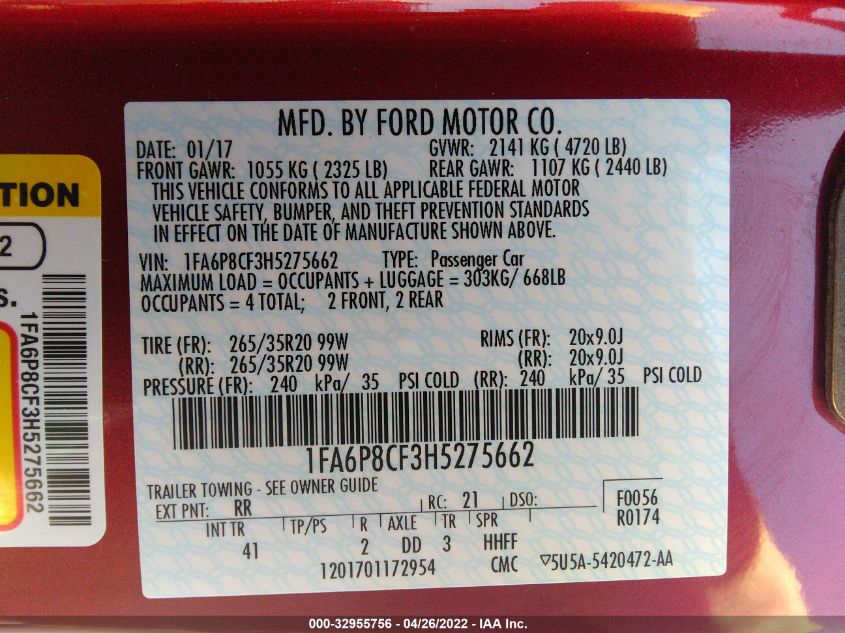 MFD. BY FORD MOTOR CO.
DATE: 01/17 GVWR: 2141 KG ( 4720 LB)
FRONT GAWR: 1055 KG ( 2325 LB) REAR GAWR: 1107 KG ( 2440 LB)
THIS VEHICLE CONFORMS TO ALL APPLICABLE FEDERAL MOTOR
VEHICLE SAFETY, BUMPER, AND THEFT PREVENTION STANDARDS
IN EFFECT ON THE DATE OF MANUFACTURE SHOWN ABOVE.
VIN: 1FA6P8CF3H5275662 TYPE: Passenger Car
MAXIMUM LOAD = OCCUPANTS + LUGGAGE = 303KG/ 668LB
OCCUPANTS = 4 TOTAL; 2 FRONT, 2 REAR
TIRE (FR): 265/35R20 99W RIMS (FR): 20x9.0J
(RR): 265/35R20 99W (RR): 20x9.0J
PRESSURE (FR): 240 kPa/ 35 PSI COLD (RR): 240 kPa/ 35 PSI COLD
1FA6P8CF3H5275662
TRAILER TOWING - SEE OWNER GUIDE
EXT PNT: RR RC: 21 DSO: F0056
R0174
INT TR TP/PS R AXLE TR SPR
41 2 DD 3 HHFF
1201701172954 CMC 5U5A-5420472-AA
TION
2
S.
1FA6P8CF3H5275662
000-32955756 - 04/26/2022 - IAA Inc.